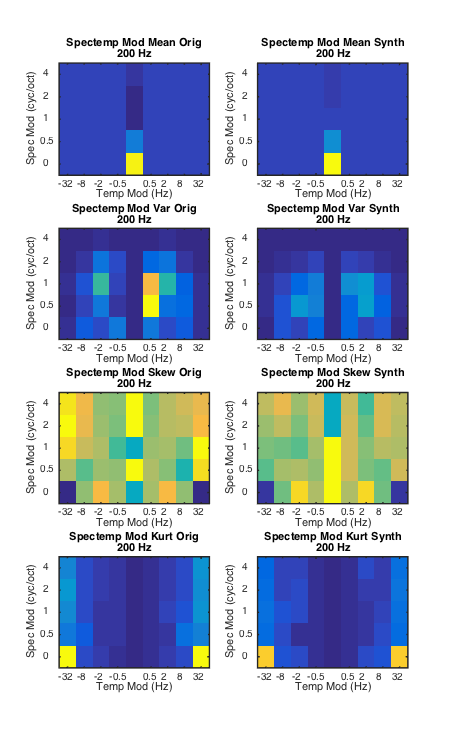 Spectemp Mod Mean Orig
200 Hz
Spec Mod (cyc/oct)
4
2
1
0.5
0
-32 -8 -2 -0.5 0.5 2 8 32
Temp Mod (Hz)
Spectemp Mod Mean Synth
200 Hz
Spec Mod (cyc/oct)
4
2
1
0.5
0
-32 -8 -2 -0.5 0.5 2 8 32
Temp Mod (Hz)
Spectemp Mod Var Orig
200 Hz
Spec Mod (cyc/oct)
4
2
1
0.5
0
-32 -8 -2 -0.5 0.5 2 8 32
Temp Mod (Hz)
Spectemp Mod Var Synth
200 Hz
Spec Mod (cyc/oct)
4
2
1
0.5
0
-32 -8 -2 -0.5 0.5 2 8 32
Temp Mod (Hz)
Spectemp Mod Skew Orig
200 Hz
Spec Mod (cyc/oct)
4
2
1
0.5
0
-32 -8 -2 -0.5 0.5 2 8 32
Temp Mod (Hz)
Spectemp Mod Skew Synth
200 Hz
Spec Mod (cyc/oct)
4
2
1
0.5
0
-32 -8 -2 -0.5 0.5 2 8 32
Temp Mod (Hz)
Spectemp Mod Kurt Orig
200 Hz
Spec Mod (cyc/oct)
4
2
1
0.5
0
-32 -8 -2 -0.5 0.5 2 8 32
Temp Mod (Hz)
Spectemp Mod Kurt Synth
200 Hz
Spec Mod (cyc/oct)
4
2
1
0.5
0
-32 -8 -2 -0.5 0.5 2 8 32
Temp Mod (Hz)